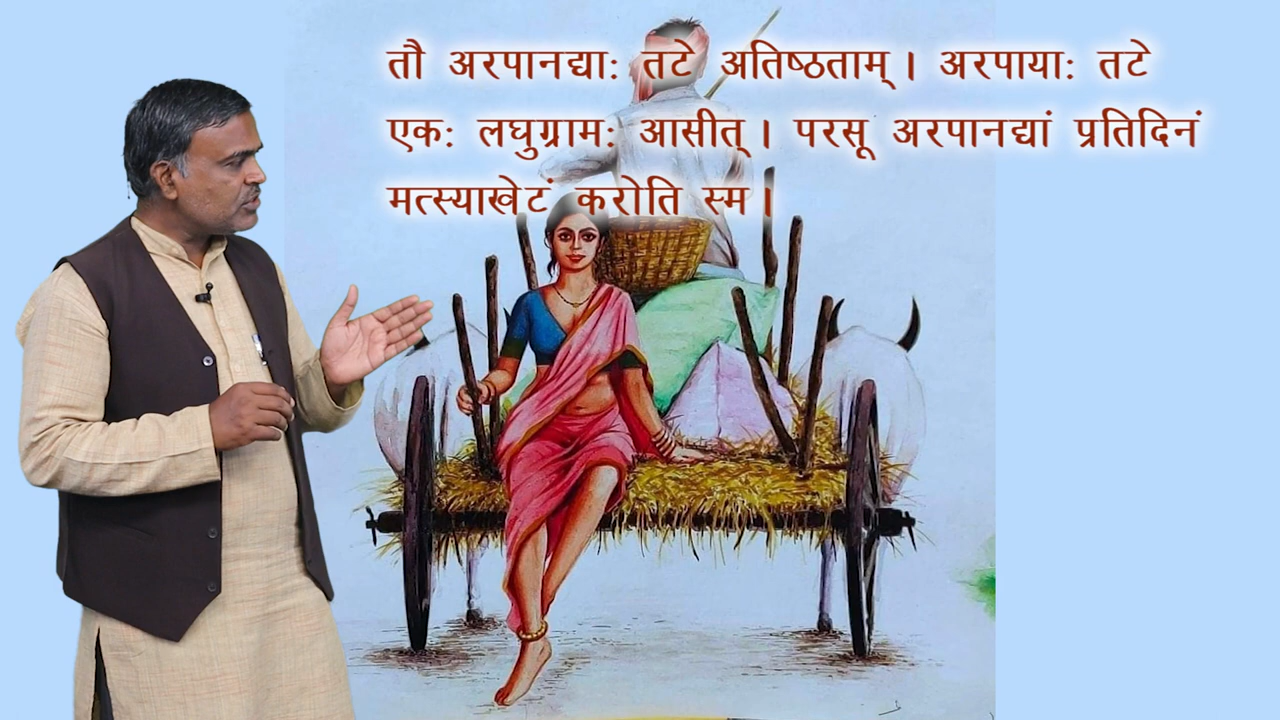 तौ अरपानद्याः तटे अतिष्ठताम् । अरपायाः तटे
एकः लघुग्रामः आसीत् । परसू अरपानद्यां प्रतिदिनं
मत्स्याखेटं करोति स्म ।